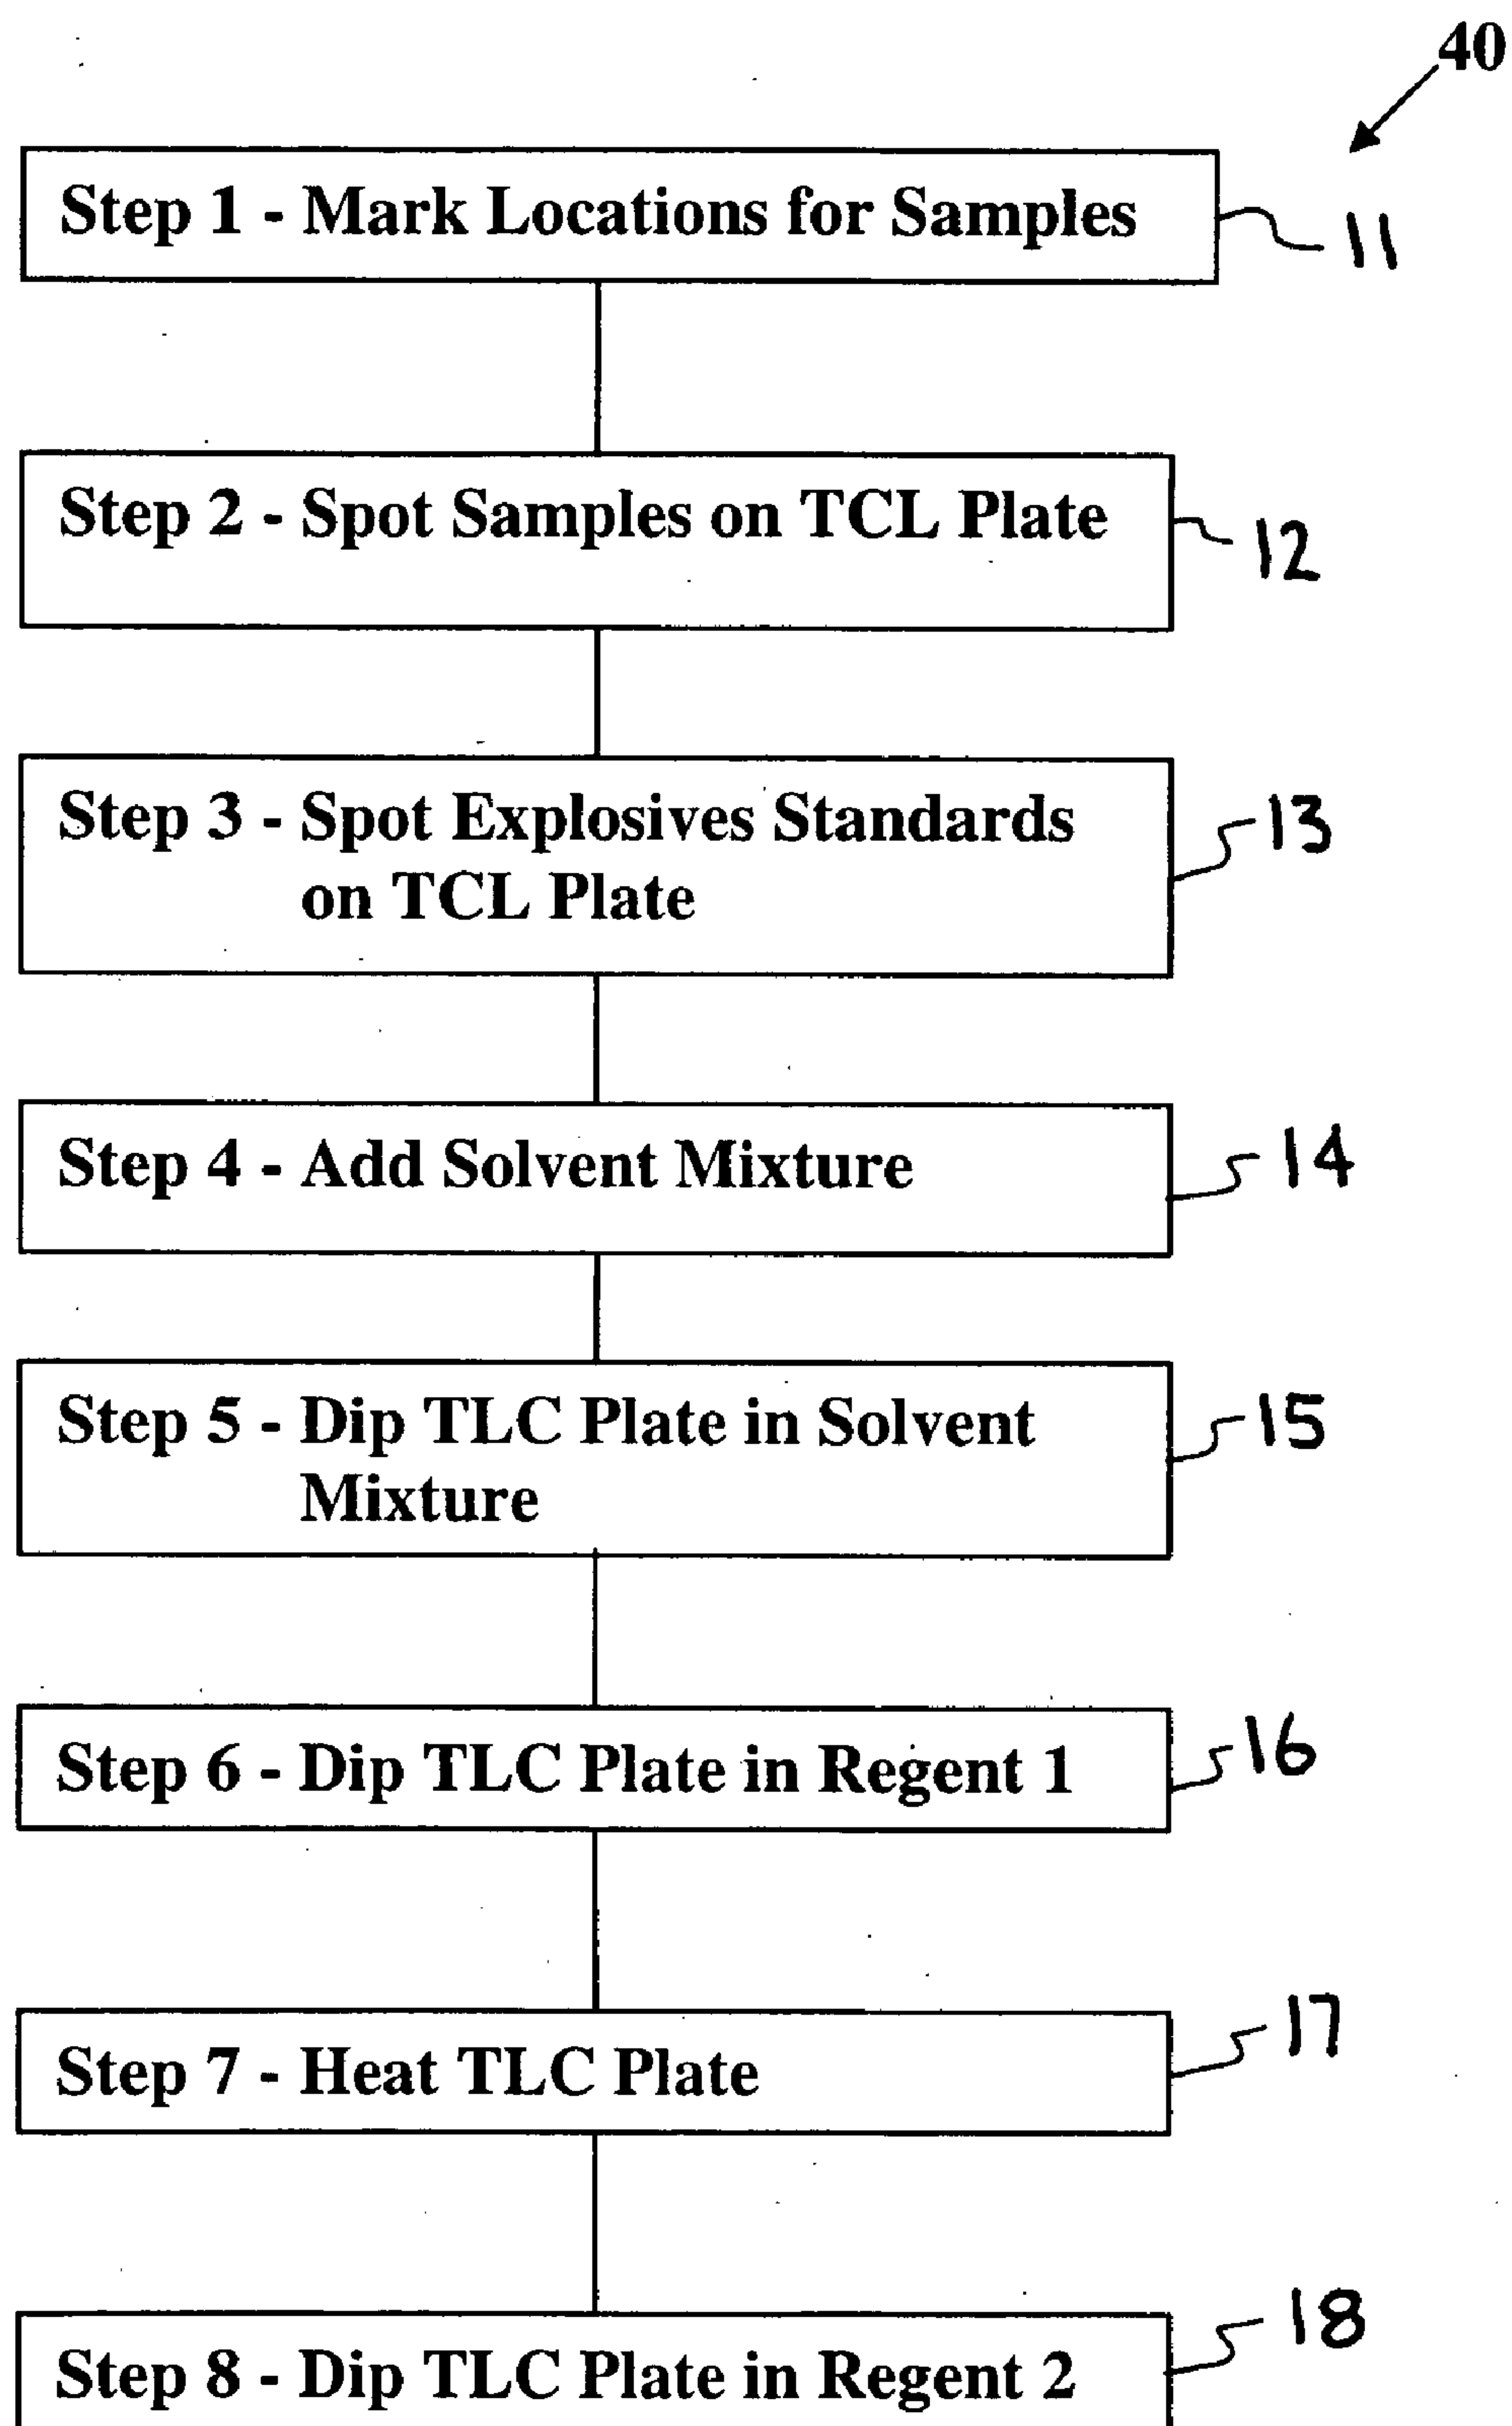 40
Step 1 - Mark Locations for Samples
11
Step 2 - Spot Samples on TCL Plate
12
Step 3 - Spot Explosives Standards
on TCL Plate
13
Step 4 - Add Solvent Mixture
14
Step 5 - Dip TLC Plate in Solvent
Mixture
15
Step 6 - Dip TLC Plate in Regent 1
16
Step 7 - Heat TLC Plate
17
Step 8 - Dip TLC Plate in Regent 2
18